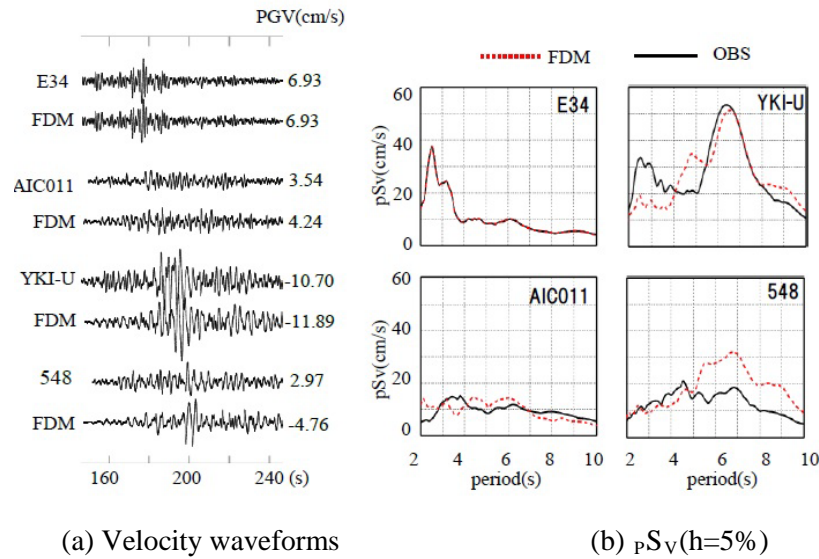 PGV(cm/s)
E34 6.93
FDM 6.93
AIC011 3.54
FDM 4.24
YKI-U -10.70
FDM -11.89
548 2.97
FDM -4.76
160 200 240 (s)
(a) Velocity waveforms
FDM OBS
E34
YKI-U
60
40
20
0
pSv(cm/s)
AIC011
548
60
40
20
0
pSv(cm/s)
2 4 6 8 10
period(s)
2 4 6 8 10
period(s)
(b) PSV(h=5%)